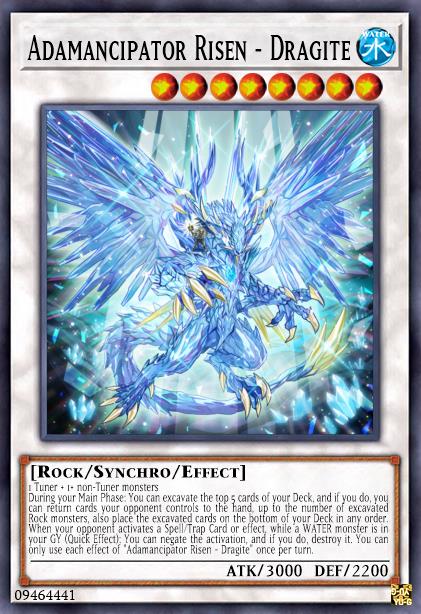 ADAMANCIPATOR RISEN - DRAGITE
WATER
水
[ROCK/SYNCHRO/EFFECT]
1 Tuner + 1+ non-Tuner monsters
During your Main Phase: You can excavate the top 5 cards of your Deck, and if you do, you
can return cards your opponent controls to the hand, up to the number of excavated
Rock monsters, also place the excavated cards on the bottom of your Deck in any order.
When your opponent activates a Spell/Trap Card or effect, while a WATER monster is in
your GY (Quick Effect): You can negate the activation, and if you do, destroy it. You can
only use each effect of "Adamancipator Risen - Dragite" once per turn.
ATK/3000 DEF/2200
09464441